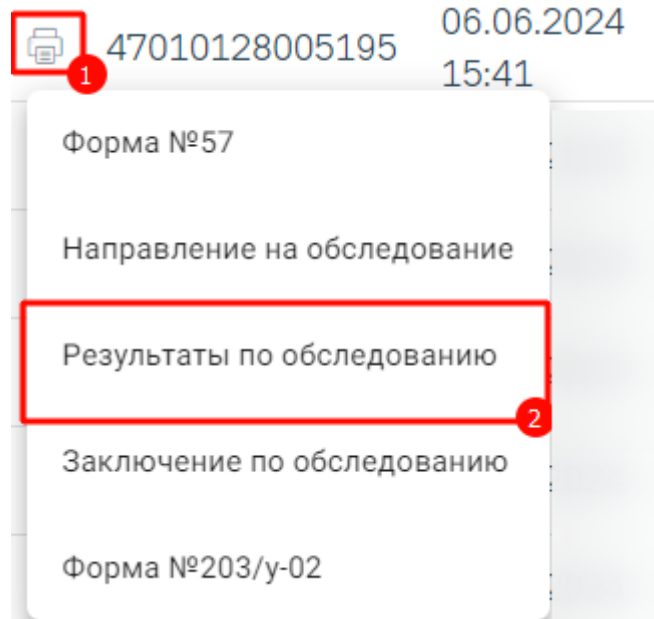 47010128005195
06.06.2024
15:41
1
Форма №57
Направление на обследование
Результаты по обследованию
2
Заключение по обследованию
Форма №203/у-02